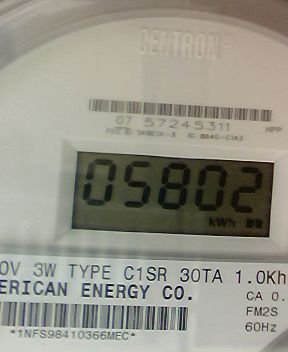 CENTRON®
07 57245311
05802
kWh
0V 3W TYPE C1SR 30TA 1.0Kh
ERICAN ENERGY CO.
CA 0.
FM2S
*1NFS98410366MEC*
60Hz